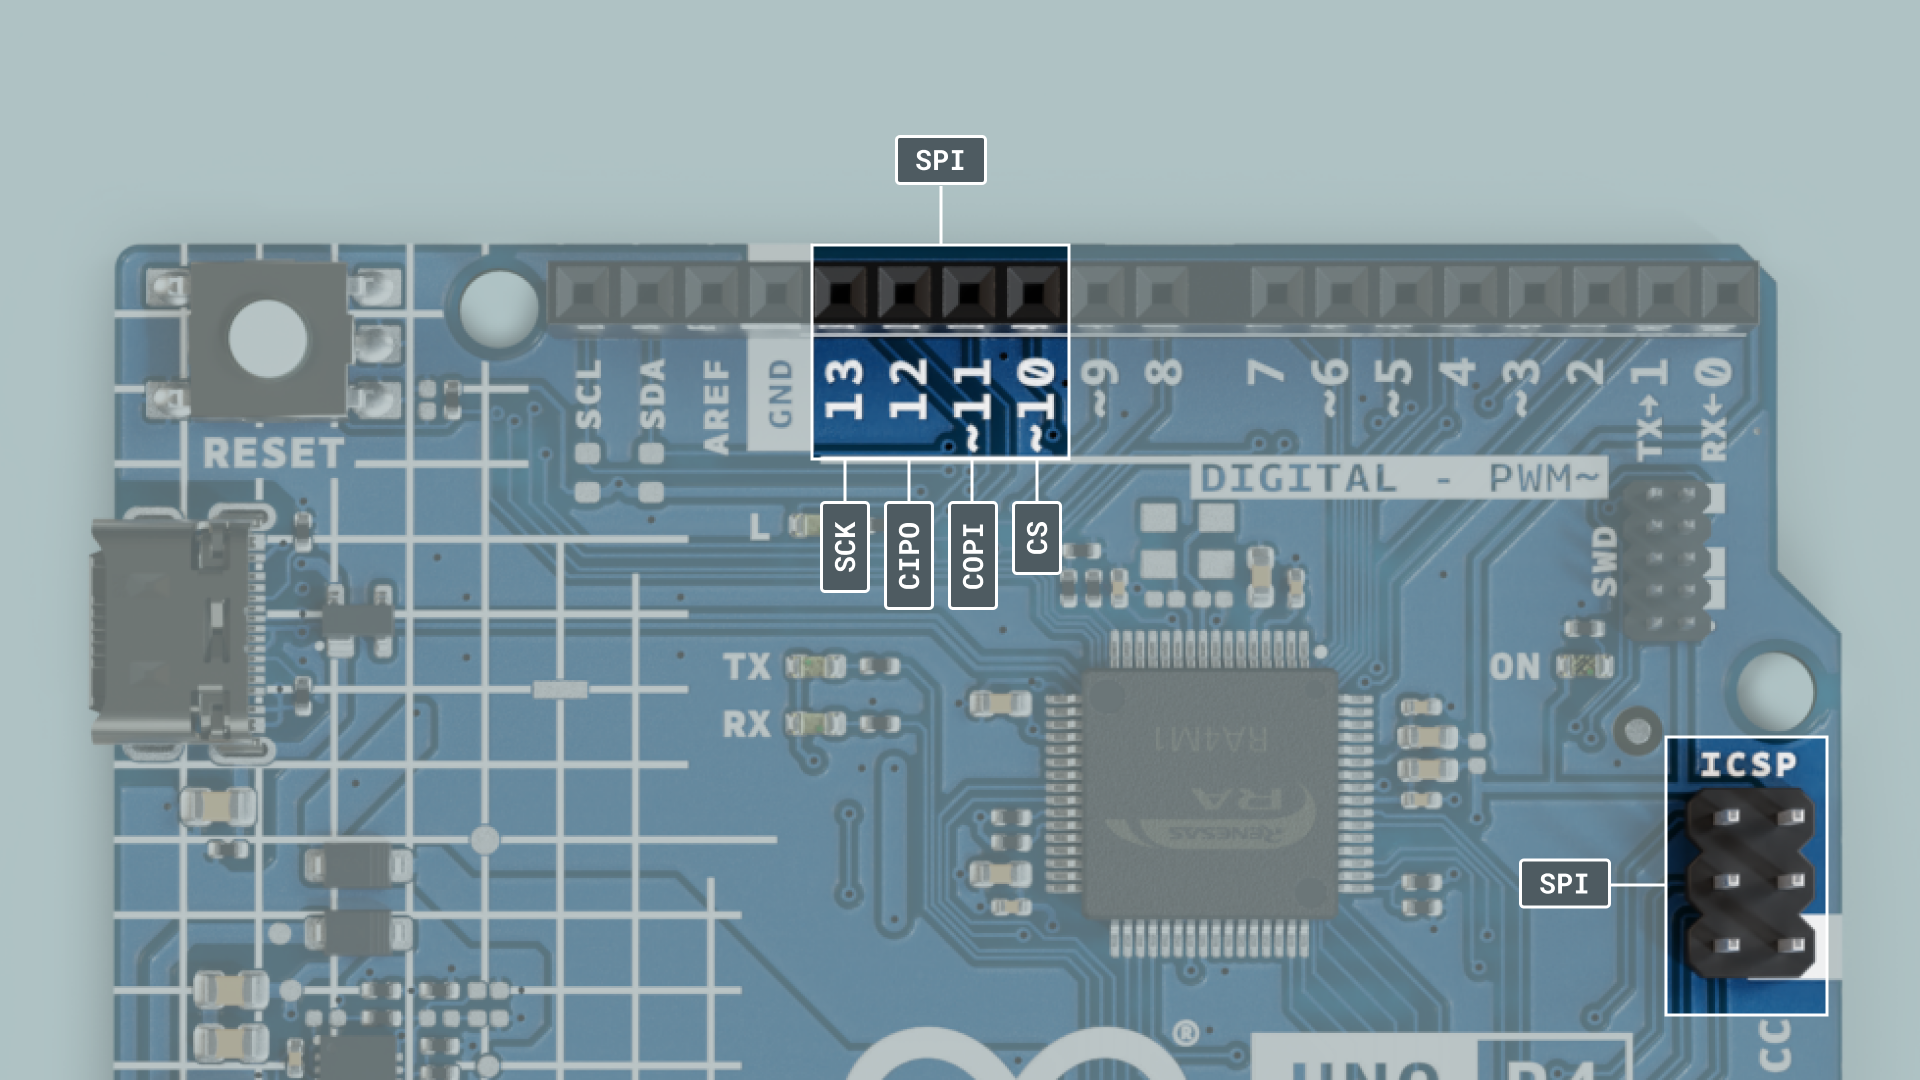 SPI
SCL
SDA
AREF
GND
13
12
~11
~10
~9
8
7
~6
~5
4
~3
2
TX→1
RX←0
RESET
DIGITAL - PWM~
SCK
CIPO
COPI
CS
L
SWD
TX
ON
RX
RA4M1
RA
RENESAS
ICSP
SPI
®
CC
UNO R4